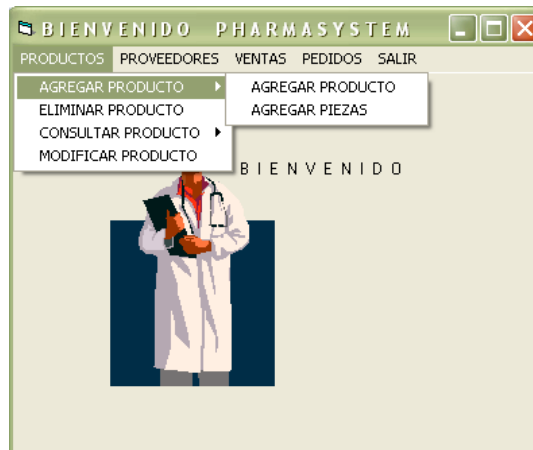 BIENVENIDO PHARMASYSTEM
PRODUCTOS PROVEEDORES VENTAS PEDIDOS SALIR
AGREGAR PRODUCTO AGREGAR PRODUCTO
ELIMINAR PRODUCTO AGREGAR PIEZAS
CONSULTAR PRODUCTO
MODIFICAR PRODUCTO
BIENVENIDO